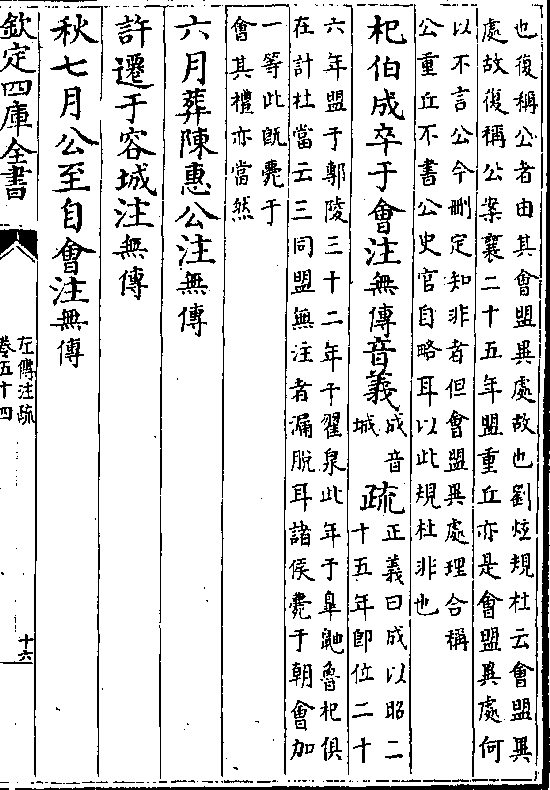 也復稱公者由其會盟異處故也劉炫規杜云會盟異
處故復稱公案襄二十五年盟重丘亦是會盟異處何
以不言公今刪定知非者但會盟異處理合稱
公重丘不書公史官自略耳以此規杜非也
杞伯成卒于會注無傳音義成音城疏正義曰成以昭二十五年卽位二十
六年盟于鄟陵三十二年于翟泉此年于臯鼬魯杞俱
在計杜當云三同盟無注者漏脫耳諸侯薨于朝會加
一等此旣薨于
會其禮亦當然
六月葬陳惠公注無傳
許遷于容城注無傳
秋七月公至自會注無傳
欽定四庫全書
左傳注疏
卷五十四
十六